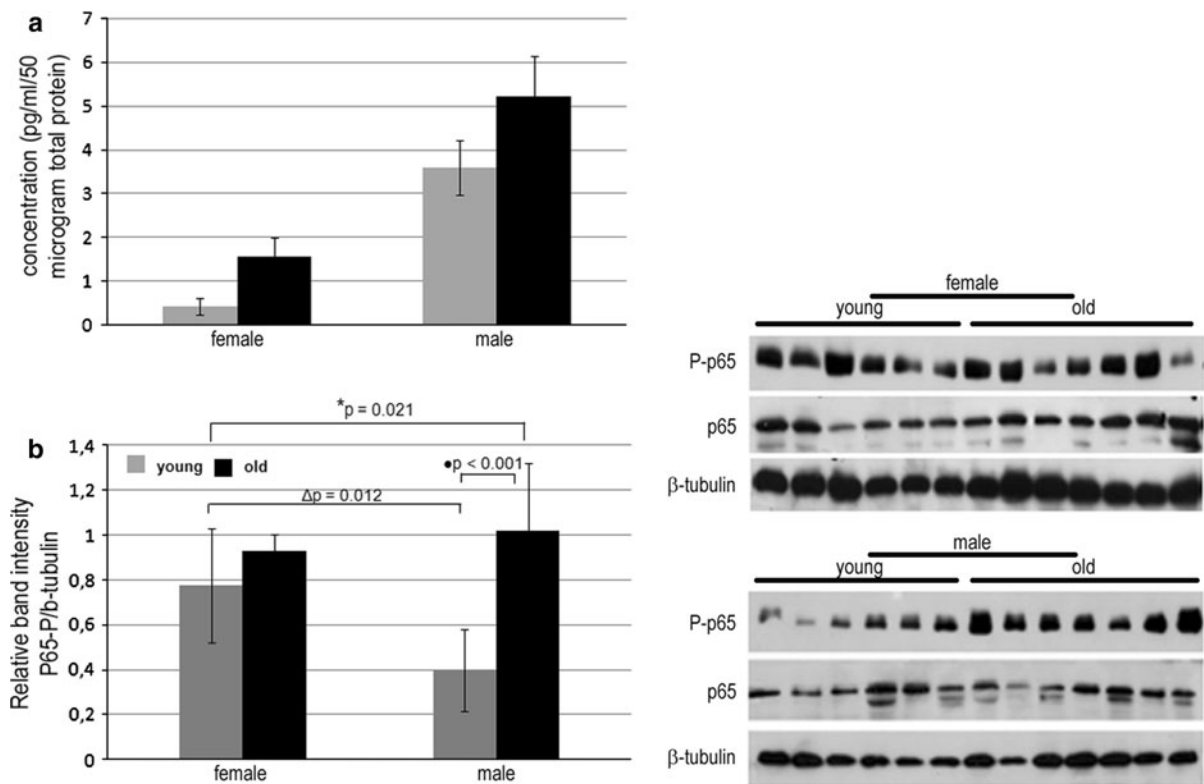 a
concentration (pg/ml/50
microgram total protein)
7
6
5
4
3
2
1
0
female male
b
Relative band intensity
P65-P/b-tubulin
1,4
1,2
1
0,8
0,6
0,4
0,2
0
young old
*p = 0.021
•p < 0.001
Δp = 0.012
female male
female
young old
P-p65
p65
β-tubulin
male
young old
P-p65
p65
β-tubulin